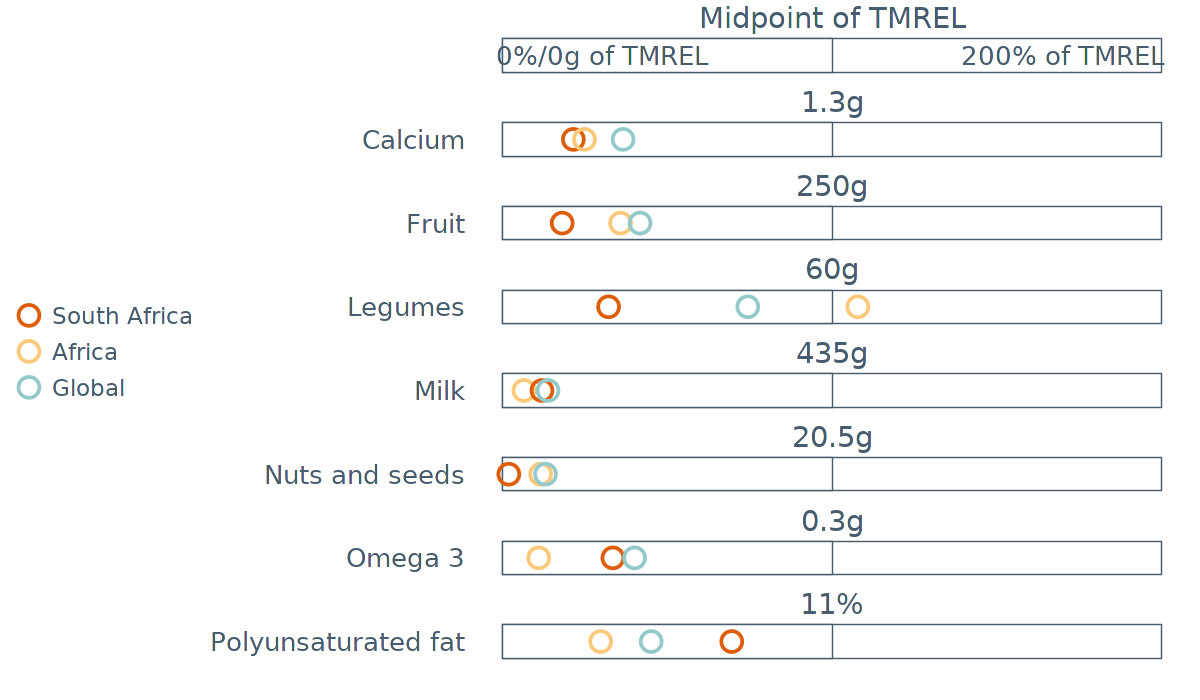 Midpoint of TMREL
0%/0g of TMREL
200% of TMREL
1.3g
Calcium
250g
Fruit
60g
Legumes
435g
Milk
20.5g
Nuts and seeds
0.3g
Omega 3
11%
Polyunsaturated fat
South Africa
Africa
Global